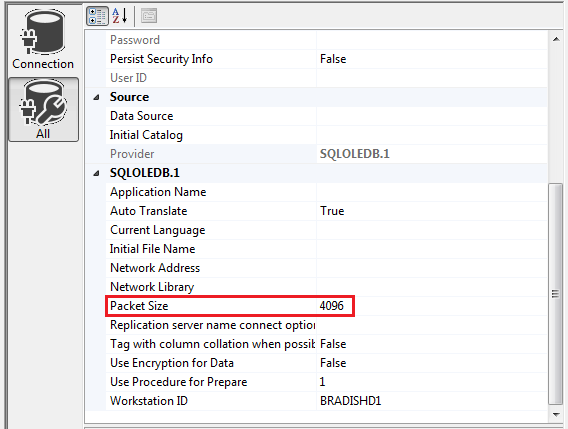 Connection
All
Password
Persist Security Info False
User ID
Source
Data Source
Initial Catalog
Provider SQLOLEDB.1
SQLOLEDB.1
Application Name
Auto Translate True
Current Language
Initial File Name
Network Address
Network Library
Packet Size 4096
Replication server name connect option
Tag with column collation when possib False
Use Encryption for Data False
Use Procedure for Prepare 1
Workstation ID BRADISHD1